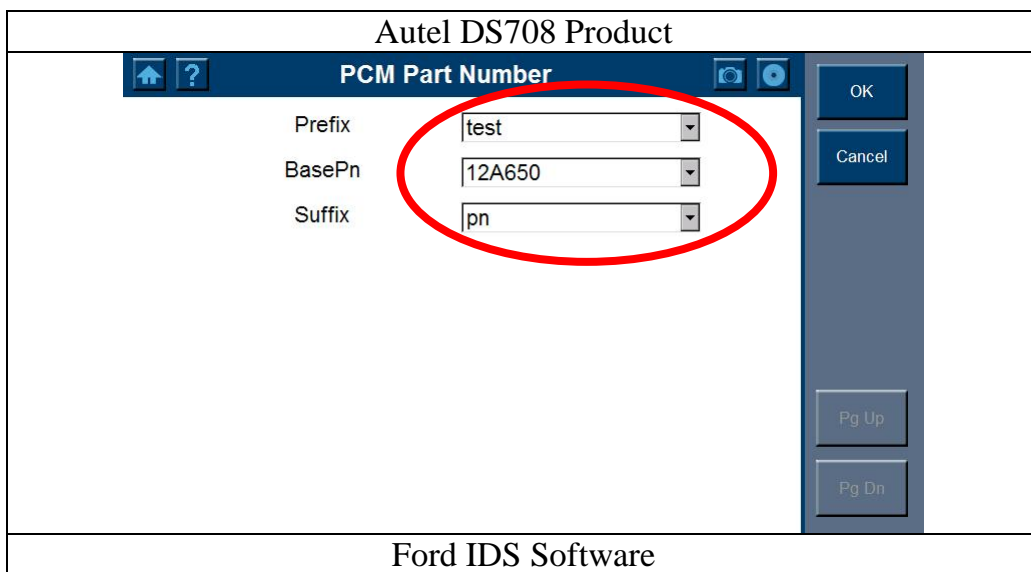 Autel DS708 Product
? PCM Part Number
OK
Prefix test
Cancel
BasePn 12A650
Suffix pn
Pg Up
Pg Dn
Ford IDS Software